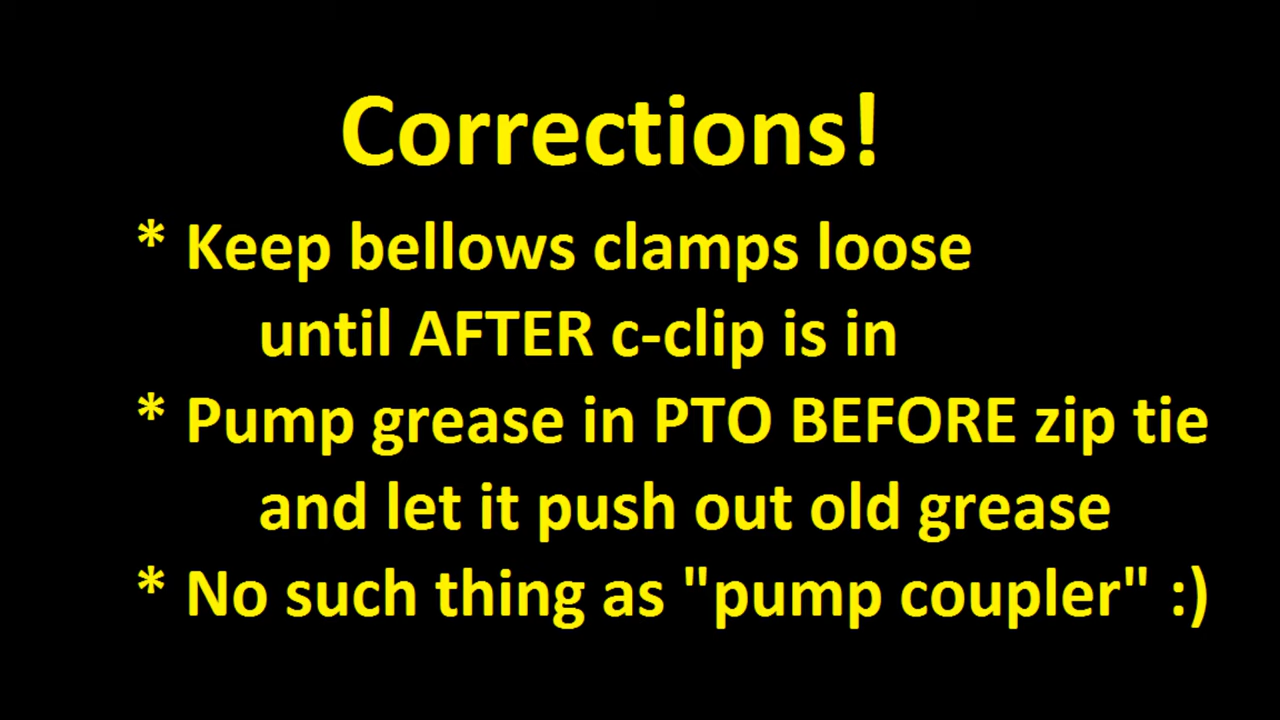 Corrections!
* Keep bellows clamps loose
until AFTER c-clip is in
* Pump grease in PTO BEFORE zip tie
and let it push out old grease
* No such thing as "pump coupler" :)